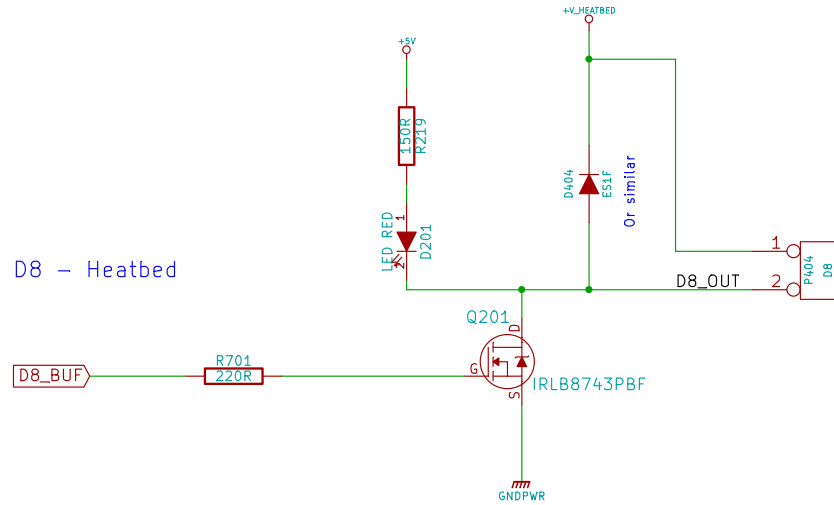 +V_HEATBED
+5V
150R
R219
D404
ES1F
Or similar
1
LED RED
D201
2
D8 - Heatbed
1
P404
D8
D8_OUT
2
Q201
D
R701
D8_BUF
220R
G
IRLB8743PBF
S
GNDPWR